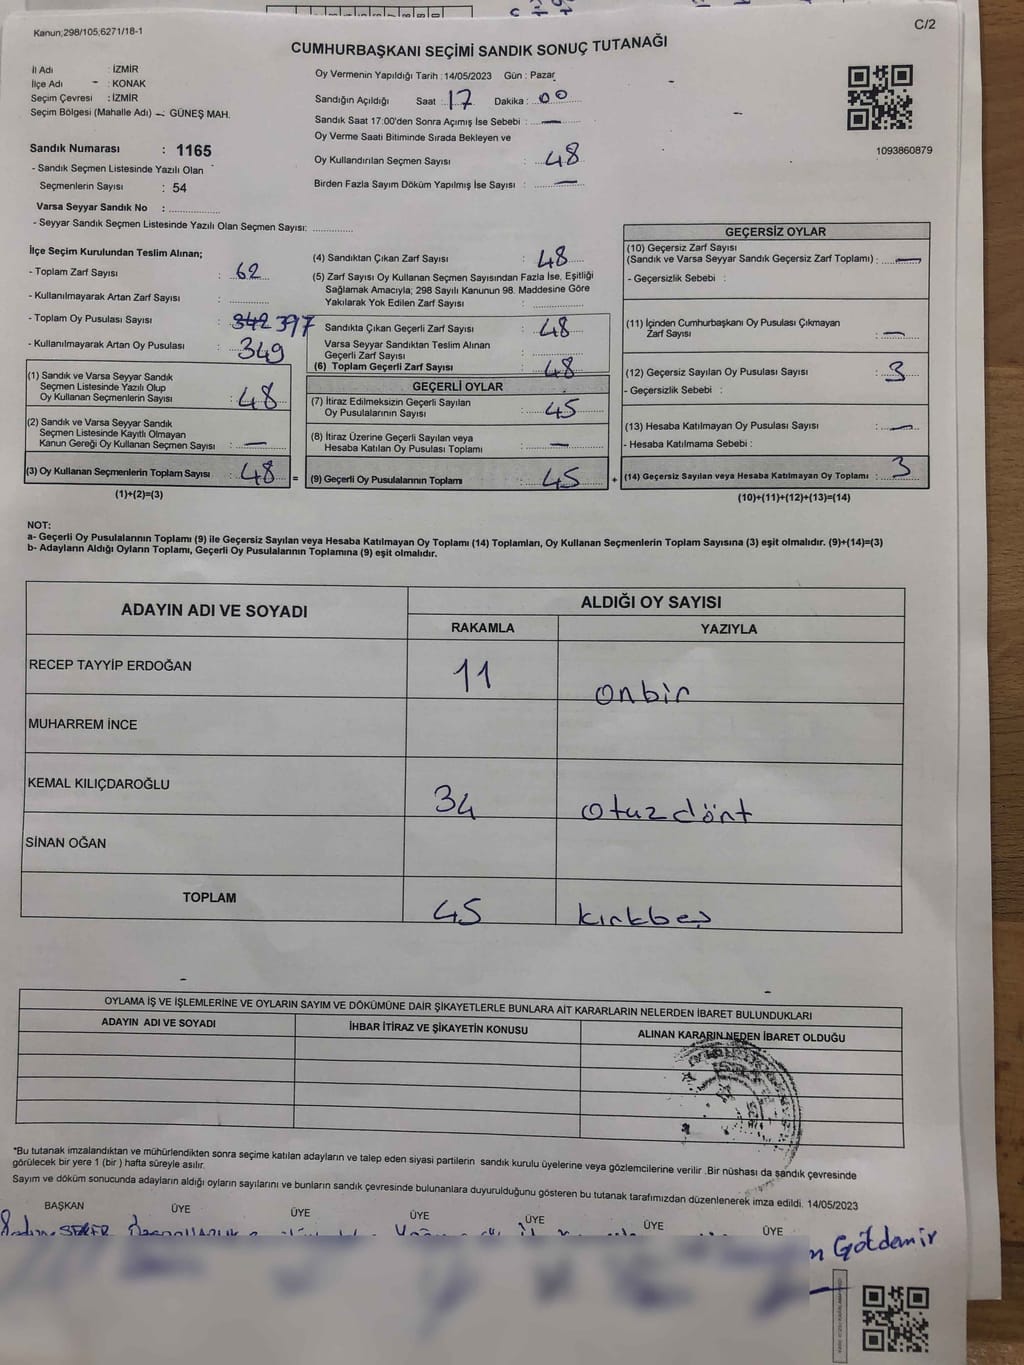 Kanun;298/105;6271/18-1
C/2
CUMHURBAŞKANI SEÇİMİ SANDIK SONUÇ TUTANAĞI
İl Adı : İZMİR
İlçe Adı : KONAK
Seçim Çevresi : İZMİR
Seçim Bölgesi (Mahalle Adı) : GÜNEŞ MAH.
Oy Vermenin Yapıldığı Tarih : 14/05/2023 Gün : Pazar
Sandığın Açıldığı Saat : 17 Dakika : 00
Sandık Saat 17:00'den Sonra Açımış İse Sebebi : —
Oy Verme Saati Bitiminde Sırada Bekleyen ve
Oy Kullandırılan Seçmen Sayısı : 48
Birden Fazla Sayım Döküm Yapılmış İse Sayısı : —
1093860879
Sandık Numarası : 1165
- Sandık Seçmen Listesinde Yazılı Olan
Seçmenlerin Sayısı : 54
Varsa Seyyar Sandık No : ..............
- Seyyar Sandık Seçmen Listesinde Yazılı Olan Seçmen Sayısı: ............
İlçe Seçim Kurulundan Teslim Alınan;
- Toplam Zarf Sayısı : 62
- Kullanılmayarak Artan Zarf Sayısı : ............
- Toplam Oy Pusulası Sayısı : 342 397
- Kullanılmayarak Artan Oy Pusulası : 349
(1) Sandık ve Varsa Seyyar Sandık
Seçmen Listesinde Yazılı Olup
Oy Kullanan Seçmenlerin Sayısı : 48
(2) Sandık ve Varsa Seyyar Sandık
Seçmen Listesinde Kayıtlı Olmayan
Kanun Gereği Oy Kullanan Seçmen Sayısı : —
(3) Oy Kullanan Seçmenlerin Toplam Sayısı : 48 =
(1)+(2)=(3)
(4) Sandıktan Çıkan Zarf Sayısı : 48
(5) Zarf Sayısı Oy Kullanan Seçmen Sayısından Fazla İse, Eşitliği
Sağlamak Amacıyla; 298 Sayılı Kanunun 98. Maddesine Göre
Yakılarak Yok Edilen Zarf Sayısı : ............
Sandıkta Çıkan Geçerli Zarf Sayısı : 48
Varsa Seyyar Sandıktan Teslim Alınan
Geçerli Zarf Sayısı : ............
(6) Toplam Geçerli Zarf Sayısı : 48
GEÇERLİ OYLAR
(7) İtiraz Edilmeksizin Geçerli Sayılan
Oy Pusulalarının Sayısı : 45
(8) İtiraz Üzerine Geçerli Sayılan veya
Hesaba Katılan Oy Pusulası Toplamı : —
(9) Geçerli Oy Pusulalarının Toplamı : 45 +
GEÇERSİZ OYLAR
(10) Geçersiz Zarf Sayısı
(Sandık ve Varsa Seyyar Sandık Geçersiz Zarf Toplamı) : —
- Geçersizlik Sebebi :
(11) İçinden Cumhurbaşkanı Oy Pusulası Çıkmayan
Zarf Sayısı : —
(12) Geçersiz Sayılan Oy Pusulası Sayısı : 3
- Geçersizlik Sebebi :
(13) Hesaba Katılmayan Oy Pusulası Sayısı : —
- Hesaba Katılmama Sebebi :
(14) Geçersiz Sayılan veya Hesaba Katılmayan Oy Toplamı : 3
(10)+(11)+(12)+(13)=(14)
NOT:
a- Geçerli Oy Pusulalarının Toplamı (9) ile Geçersiz Sayılan veya Hesaba Katılmayan Oy Toplamı (14) Toplamları, Oy Kullanan Seçmenlerin Toplam Sayısına (3) eşit olmalıdır. (9)+(14)=(3)
b- Adayların Aldığı Oyların Toplamı, Geçerli Oy Pusulalarının Toplamına (9) eşit olmalıdır.
ADAYIN ADI VE SOYADI
ALDIĞI OY SAYISI
RAKAMLA YAZIYLA
RECEP TAYYİP ERDOĞAN 11 onbir
MUHARREM İNCE
KEMAL KILIÇDAROĞLU 34 otuzdört
SİNAN OĞAN
TOPLAM 45 kırkbeş
OYLAMA İŞ VE İŞLEMLERİNE VE OYLARIN SAYIM VE DÖKÜMÜNE DAİR ŞİKAYETLERLE BUNLARA AİT KARARLARIN NELERDEN İBARET BULUNDUKLARI
ADAYIN ADI VE SOYADI İHBAR İTİRAZ VE ŞİKAYETİN KONUSU ALINAN KARARIN NEDEN İBARET OLDUĞU
*Bu tutanak imzalandıktan ve mühürlendikten sonra seçime katılan adayların ve talep eden siyasi partilerin sandık kurulu üyelerine veya gözlemcilerine verilir .Bir nüshası da sandık çevresinde
görülecek bir yere 1 (bir ) hafta süreyle asılır.
Sayım ve döküm sonucunda adayların aldığı oyların sayılarını ve bunların sandık çevresinde bulunanlara duyurulduğunu gösteren bu tutanak tarafımızdan düzenlenerek imza edildi. 14/05/2023
BAŞKAN ÜYE ÜYE ÜYE ÜYE ÜYE ÜYE